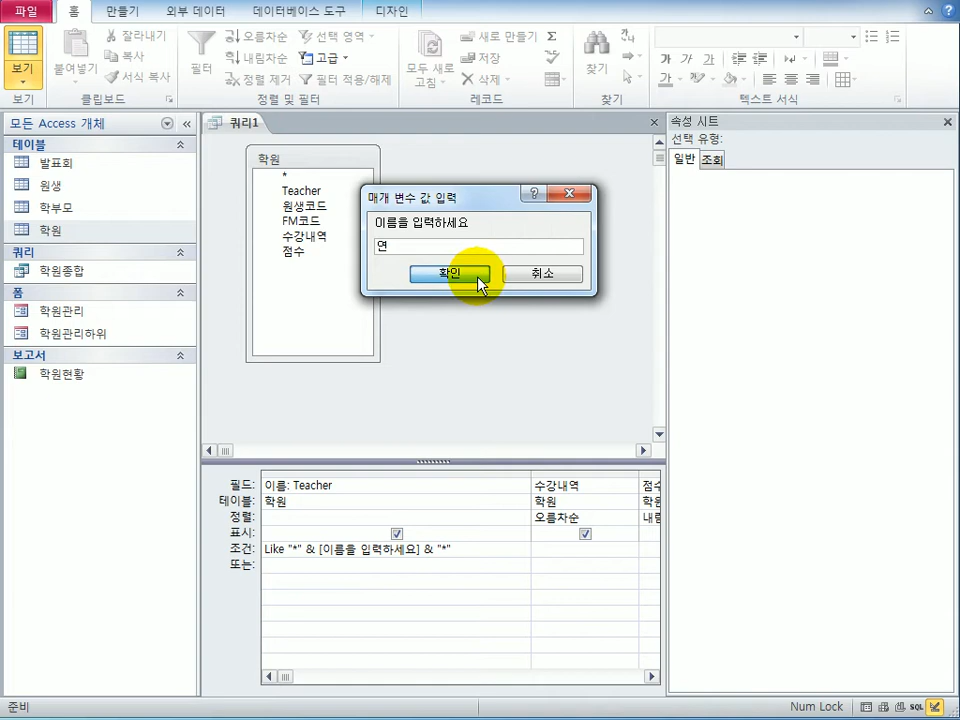 파일 홈 만들기 외부 데이터 데이터베이스 도구 디자인
보기
보기
붙여넣기
잘라내기
복사
서식 복사
클립보드
필터
오름차순
내림차순
정렬 제거
선택 영역
고급
필터 적용/해제
정렬 및 필터
모두 새로
고침
새로 만들기
저장
삭제
레코드
찾기
찾기
가 가 가
가
텍스트 서식
모든 Access 개체
테이블
발표회
원생
학부모
학원
쿼리
학원종합
폼
학원관리
학원관리하위
보고서
학원현황
쿼리1
학원
*
Teacher
원생코드
FM코드
수강내역
점수
매개 변수 값 입력
이름을 입력하세요
연
확인 취소
속성 시트
선택 유형:
일반 조회
필드: 이름: Teacher 수강내역 점수
테이블: 학원 학원 학원
정렬: 오름차순
표시:
조건: Like "*" & [이름을 입력하세요] & "*"
또는:
준비 Num Lock SQL